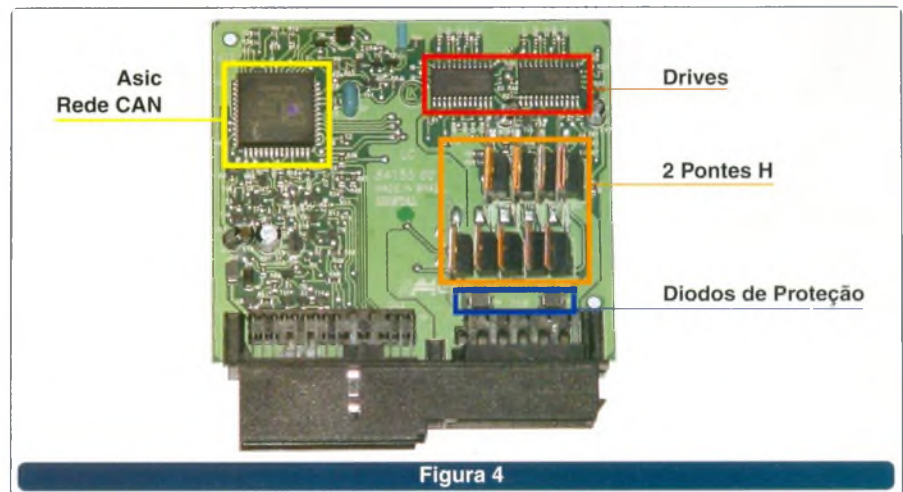 Asic
Rede CAN
Drives
2 Pontes H
Diodos de Proteção
Figura 4